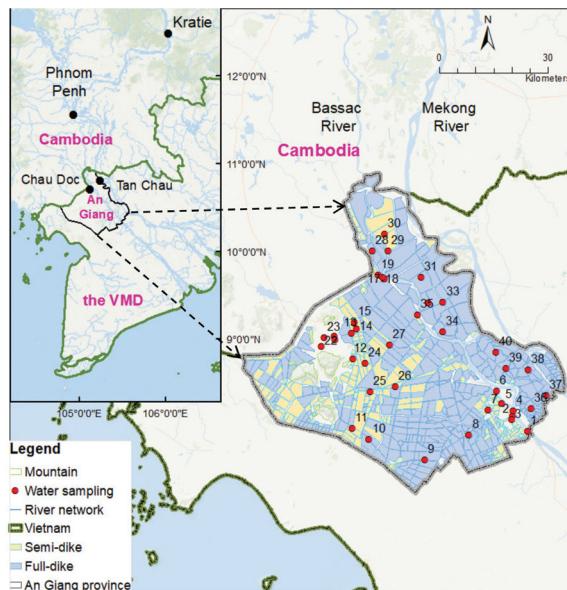 Kratie
Phnom
Penh
Cambodia
Chau Doc
Tan Chau
An
Giang
the VMD
105°0'0"E
106°0'0"E
12°0'0"N
11°0'0"N
10°0'0"N
9°0'0"N
N
0
30
Kilometers
Bassac
River
Mekong
River
Cambodia
30
28
29
19
17
18
31
33
35
34
15
13
14
23
22
12
24
27
25
26
11
10
9
8
40
39
38
37
6
5
7
2
4
3
36
1
Legend
Mountain
Water sampling
River network
Vietnam
Semi-dike
Full-dike
An Giang province